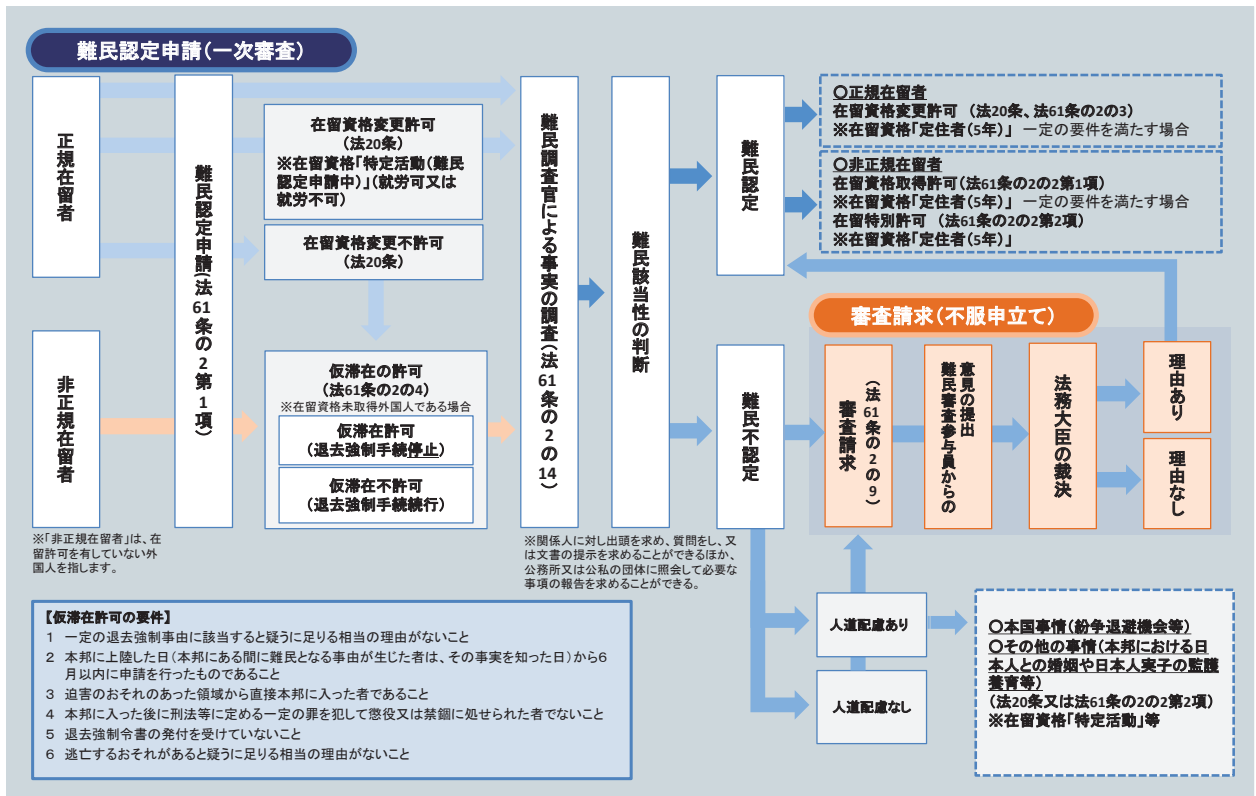 難民認定申請(一次審査)
正規在留者
非正規在留者
※「非正規在留者」は、在
留許可を有していない外
国人を指します。
難民認定申請(法61条の2第1項)
在留資格変更許可
(法20条)
※在留資格「特定活動(難民
認定申請中)」(就労可又は
就労不可)
在留資格変更不許可
(法20条)
仮滞在の許可
(法61条の2の4)
※在留資格未取得外国人である場合
仮滞在許可
(退去強制手続停止)
仮滞在不許可
(退去強制手続続行)
難民調査官による事実の調査(法61条の2の14)
※関係人に対し出頭を求め、質問をし、又
は文書の提示を求めることができるほか、
公務所又は公私の団体に照会して必要な
事項の報告を求めることができる。
難民該当性の判断
難民認定
〇正規在留者
在留資格変更許可 (法20条、法61条の2の3)
※在留資格「定住者(5年)」 一定の要件を満たす場合
〇非正規在留者
在留資格取得許可(法61条の2の2第1項)
※在留資格「定住者(5年)」 一定の要件を満たす場合
在留特別許可 (法61条の2の2第2項)
※在留資格「定住者(5年)」
難民不認定
審査請求(不服申立て)
審査請求
(法61条の2の9)
難民審査参与員からの
意見の提出
法務大臣の裁決
理由あり
理由なし
人道配慮あり
人道配慮なし
〇本国事情(紛争退避機会等)
〇その他の事情(本邦における日
本人との婚姻や日本人実子の監護
養育等)
(法20条又は法61条の2の2第2項)
※在留資格「特定活動」等
【仮滞在許可の要件】
1 一定の退去強制事由に該当すると疑うに足りる相当の理由がないこと
2 本邦に上陸した日(本邦にある間に難民となる事由が生じた者は、その事実を知った日)から6
月以内に申請を行ったものであること
3 迫害のおそれのあった領域から直接本邦に入った者であること
4 本邦に入った後に刑法等に定める一定の罪を犯して懲役又は禁錮に処せられた者でないこと
5 退去強制令書の発付を受けていないこと
6 逃亡するおそれがあると疑うに足りる相当の理由がないこと